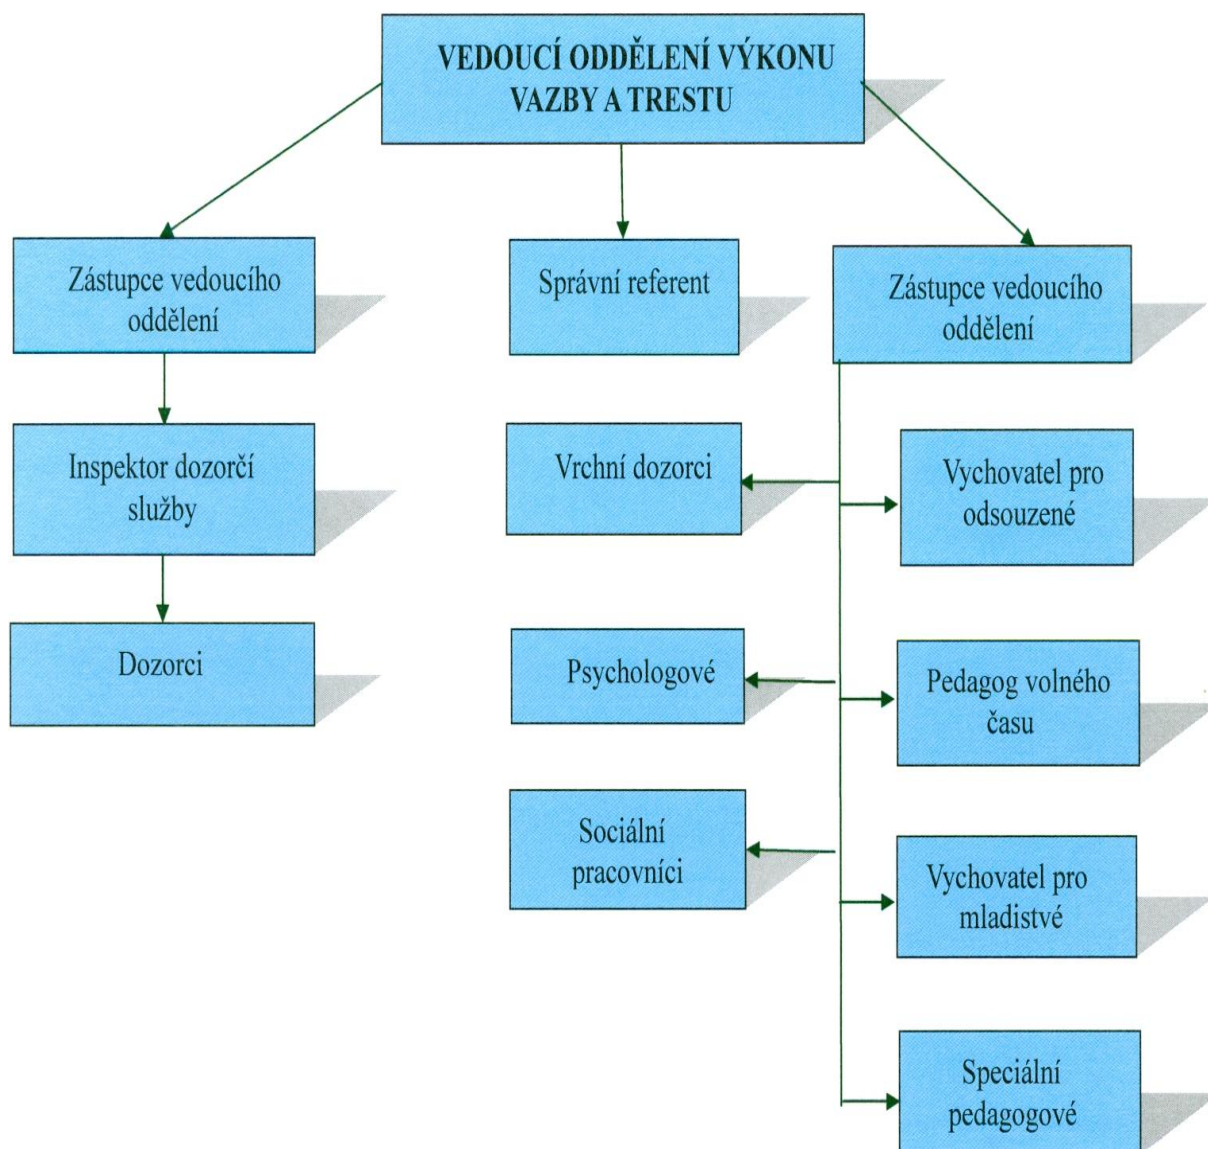 VEDOUCÍ ODDĚLENÍ VÝKONU
VAZBY A TRESTU
Zástupce vedoucího
oddělení
Správní referent
Zástupce vedoucího
oddělení
Inspektor dozorčí
služby
Vrchní dozorci
Vychovatel pro
odsouzené
Dozorci
Psychologové
Pedagog volného
času
Sociální
pracovníci
Vychovatel pro
mladistvé
Speciální
pedagogové